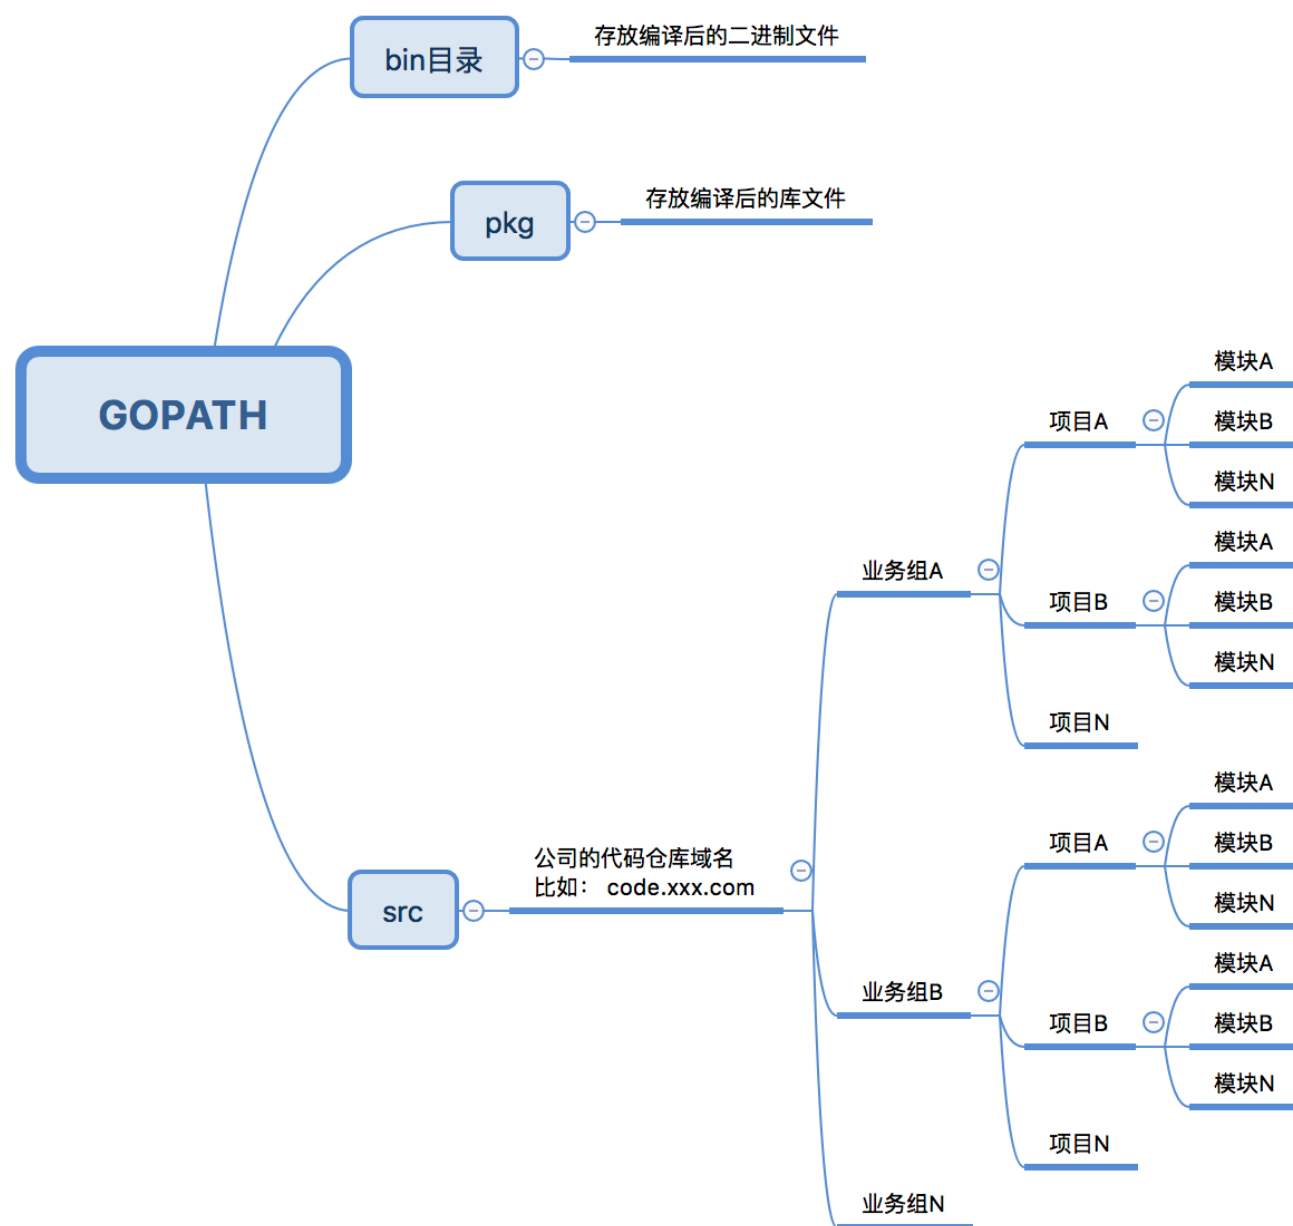 bin目录
存放编译后的二进制文件
pkg
存放编译后的库文件
GOPATH
src
公司的代码仓库域名
比如： code.xxx.com
业务组A
项目A
模块A
模块B
模块N
项目B
模块A
模块B
模块N
项目N
业务组B
项目A
模块A
模块B
模块N
项目B
模块A
模块B
模块N
项目N
业务组N